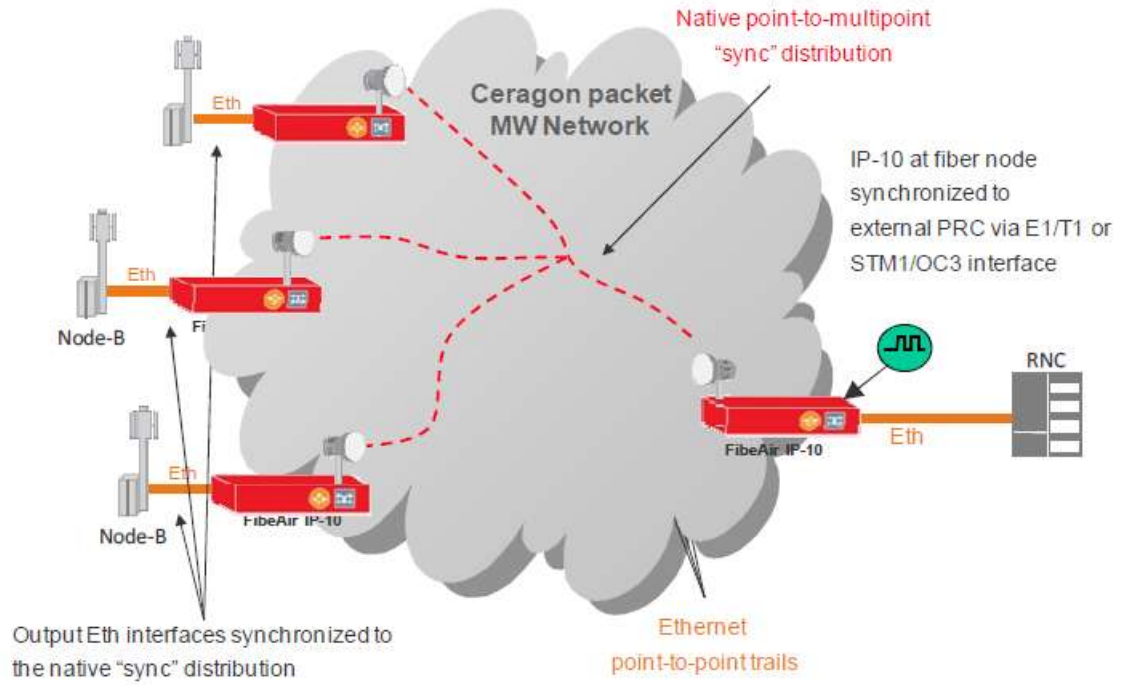 Native point-to-multipoint
“sync” distribution
Ceragon packet
MW Network
Eth
IP-10 at fiber node
synchronized to
external PRC via E1/T1 or
STM1/OC3 interface
Eth
Node-B
RNC
Eth
FibeAir IP-10
Eth
FibeAir IP-10
Node-B
Output Eth interfaces synchronized to
the native “sync” distribution
Ethernet
point-to-point trails